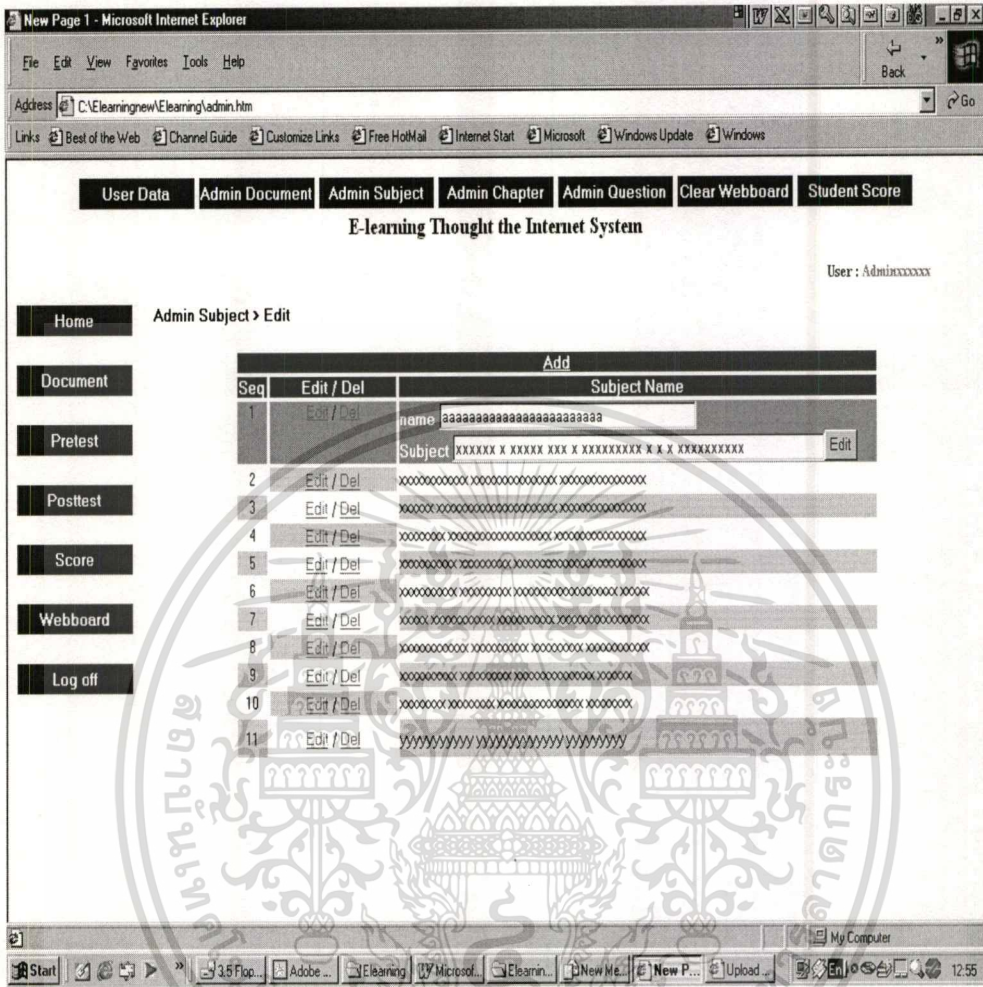 New Page 1 - Microsoft Internet Explorer
File Edit View Favorites Tools Help
Back
Address C:\Elearningnew\Elearning\admin.htm Go
Links Best of the Web Channel Guide Customize Links Free HotMail Internet Start Microsoft Windows Update Windows
User Data Admin Document Admin Subject Admin Chapter Admin Question Clear Webboard Student Score
E-learning Thought the Internet System
User : Adminxxxxxx
Home
Document
Pretest
Posttest
Score
Webboard
Log off
Admin Subject > Edit
Add
Seq Edit / Del Subject Name
1 Edit / Del name
Subject xxxxxx x xxxxx xxx x xxxxxxxxx x x x xxxxxxxxxx Edit
2 Edit / Del
3 Edit / Del
4 Edit / Del
5 Edit / Del
6 Edit / Del
7 Edit / Del
8 Edit / Del
9 Edit / Del
10 Edit / Del
11 Edit / Del
My Computer
Start 3.5 Flop... Adobe ... Elearning Microsof... Elearnin... New Me... New P... Upload ... 12:55